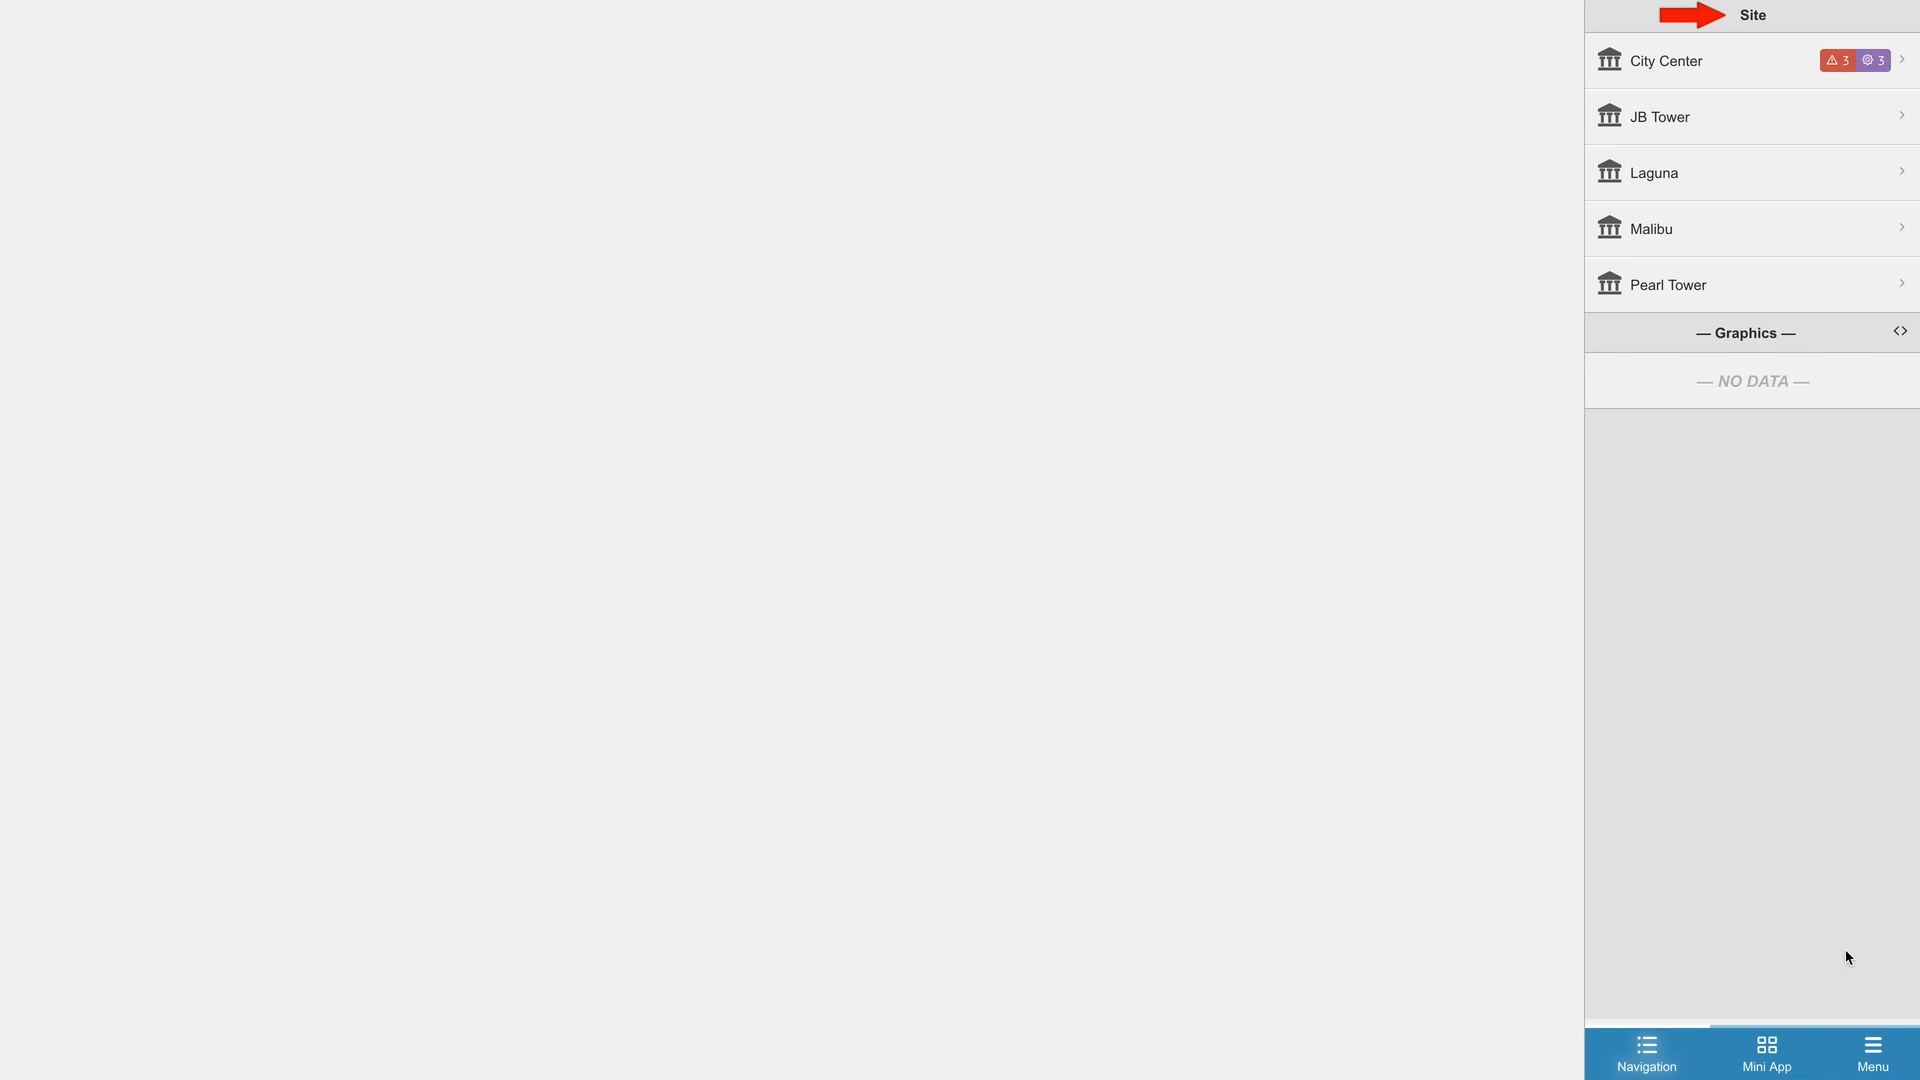 Site
City Center 3 3
JB Tower
Laguna
Malibu
Pearl Tower
— Graphics —
— NO DATA —
Navigation Mini App Menu